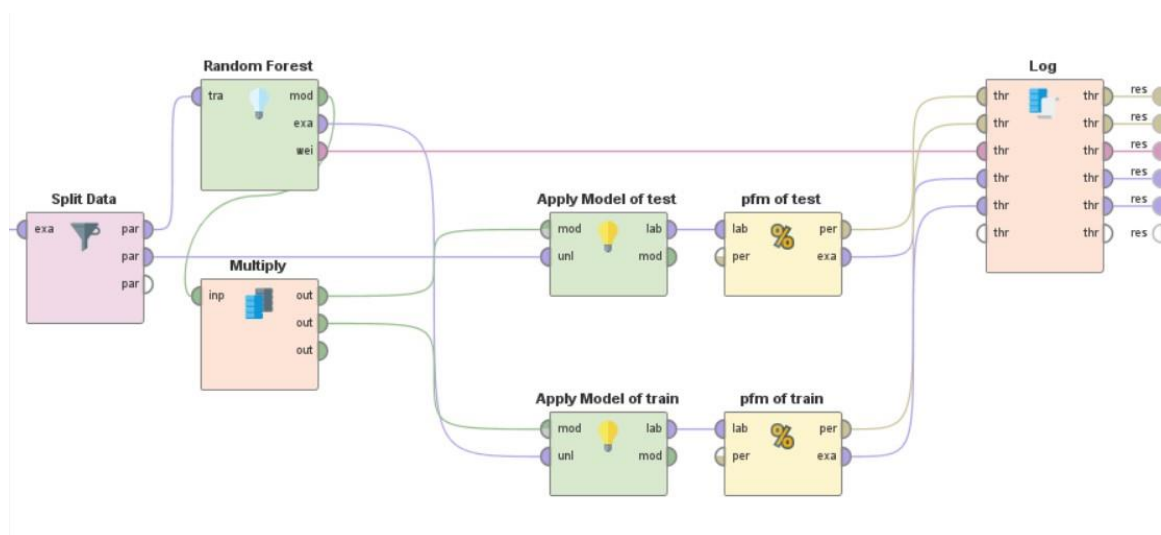 Random Forest
tra mod
exa
wei
Split Data
exa par
par
par
Multiply
inp out
out
out
Apply Model of test
mod lab
unl mod
pfm of test
lab per
per exa
Apply Model of train
mod lab
unl mod
pfm of train
lab per
per exa
Log
thr thr res
thr thr res
thr thr res
thr thr res
thr thr res
thr thr res